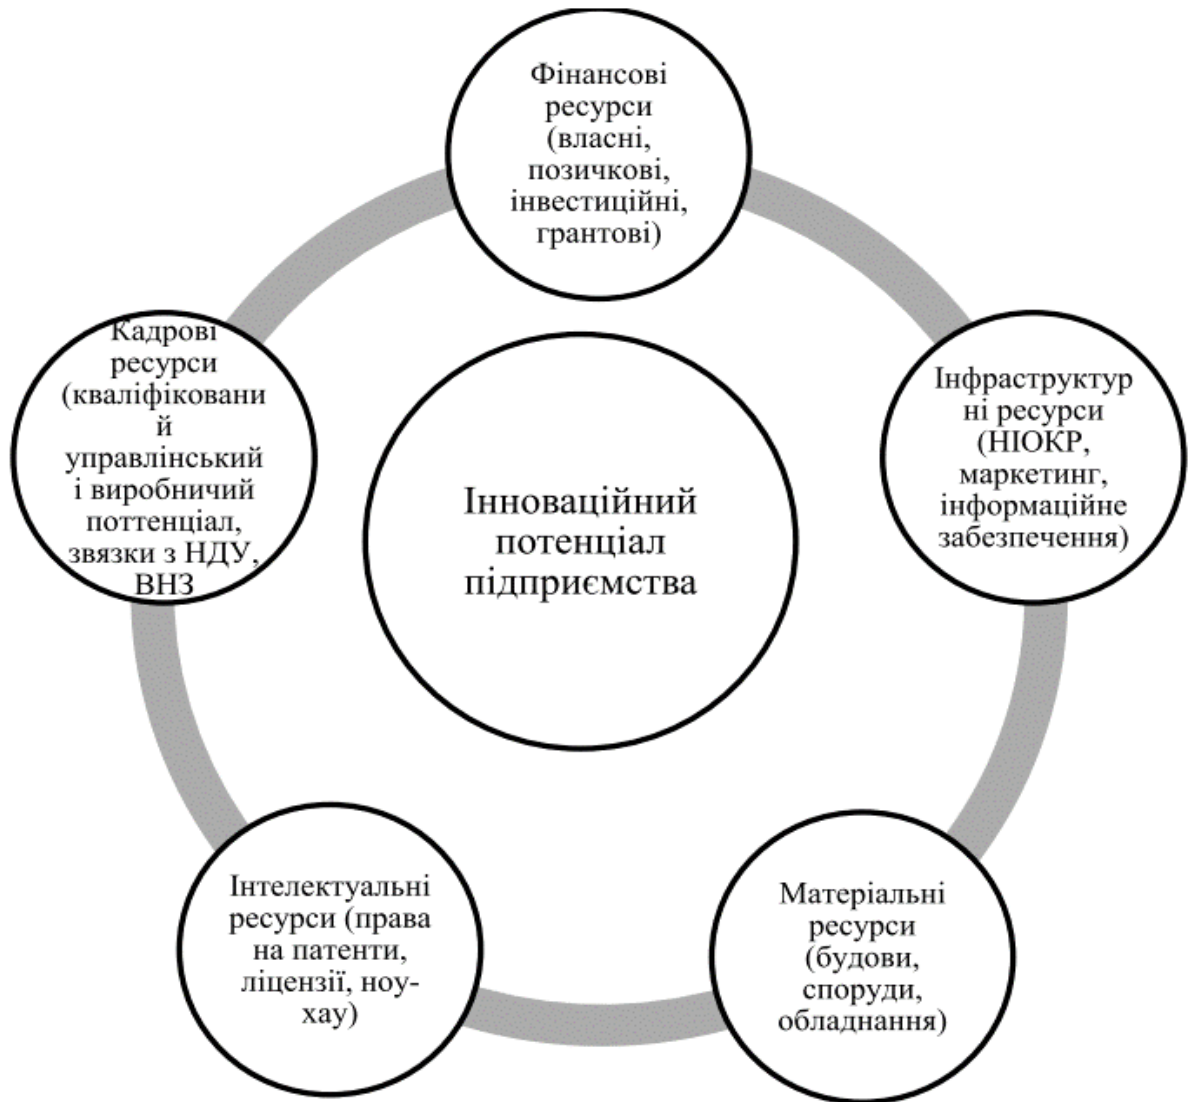 Фінансові
ресурси
(власні,
позичкові,
інвестиційні,
грантові)
Кадрові
ресурси
(кваліфіковани
й
управлінський
і виробничий
поттенціал,
звязки з НДУ,
ВНЗ
Інфраструктур
ні ресурси
(НІОКР,
маркетинг,
інформаційне
забезпечення)
Інноваційний
потенціал
підприємства
Інтелектуальні
ресурси (права
на патенти,
ліцензії, ноу-
хау)
Матеріальні
ресурси
(будови,
споруди,
обладнання)